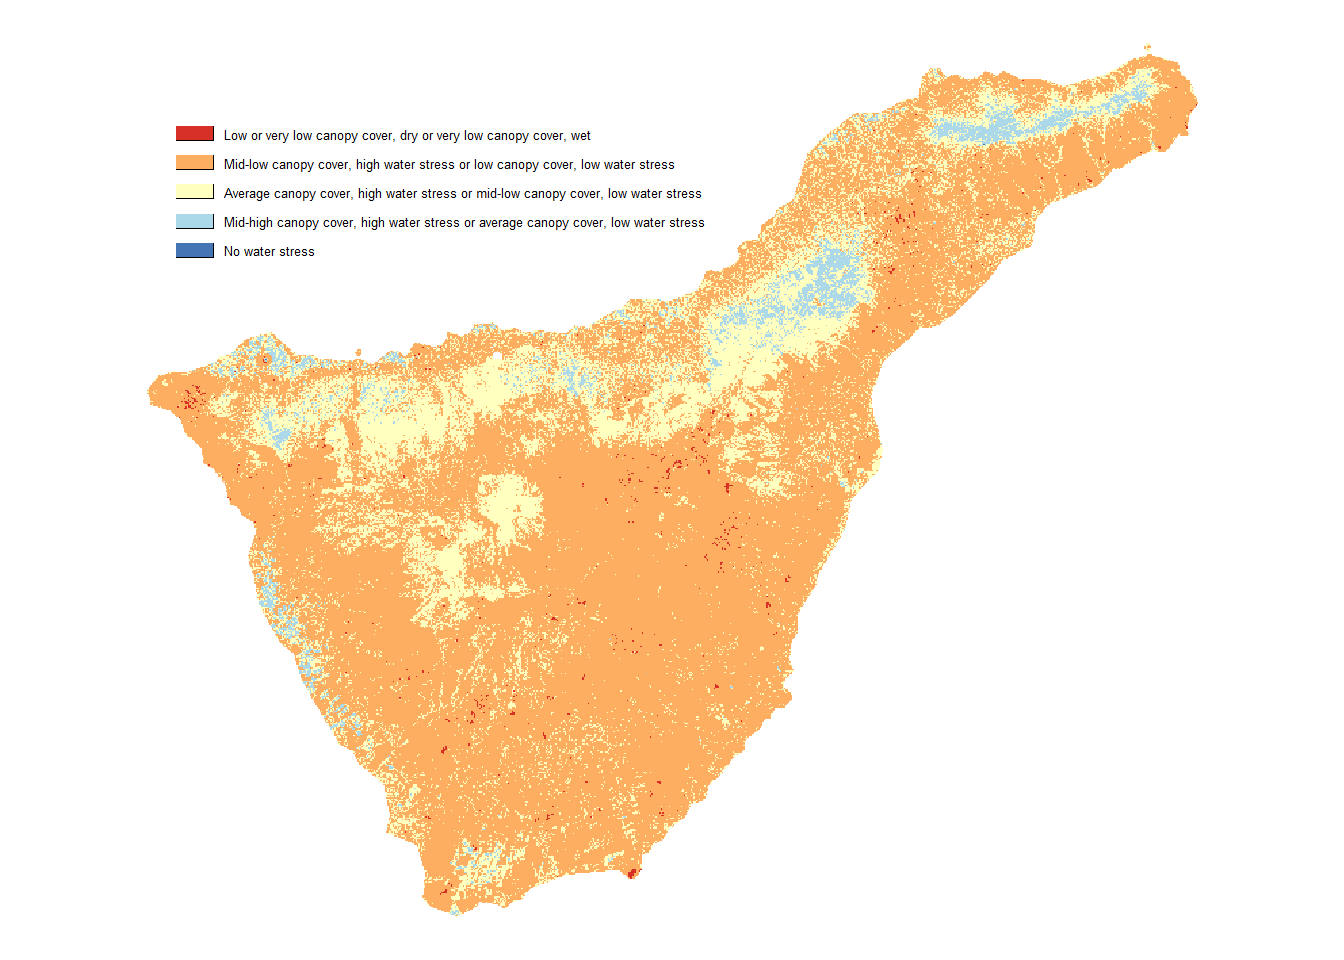 Low or very low canopy cover, dry or very low canopy cover, wet
Mid-low canopy cover, high water stress or low canopy cover, low water stress
Average canopy cover, high water stress or mid-low canopy cover, low water stress
Mid-high canopy cover, high water stress or average canopy cover, low water stress
No water stress